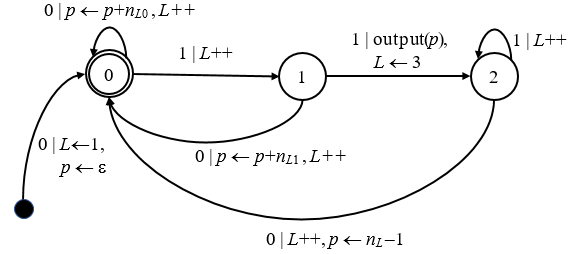 0 | p ← p+nL0 , L++
1 | L++
1 | output(p),
L ← 3
1 | L++
0
1
2
0 | L←1,
p ← ε
0 | p ← p+nL1 , L++
0 | L++, p ← nL−1